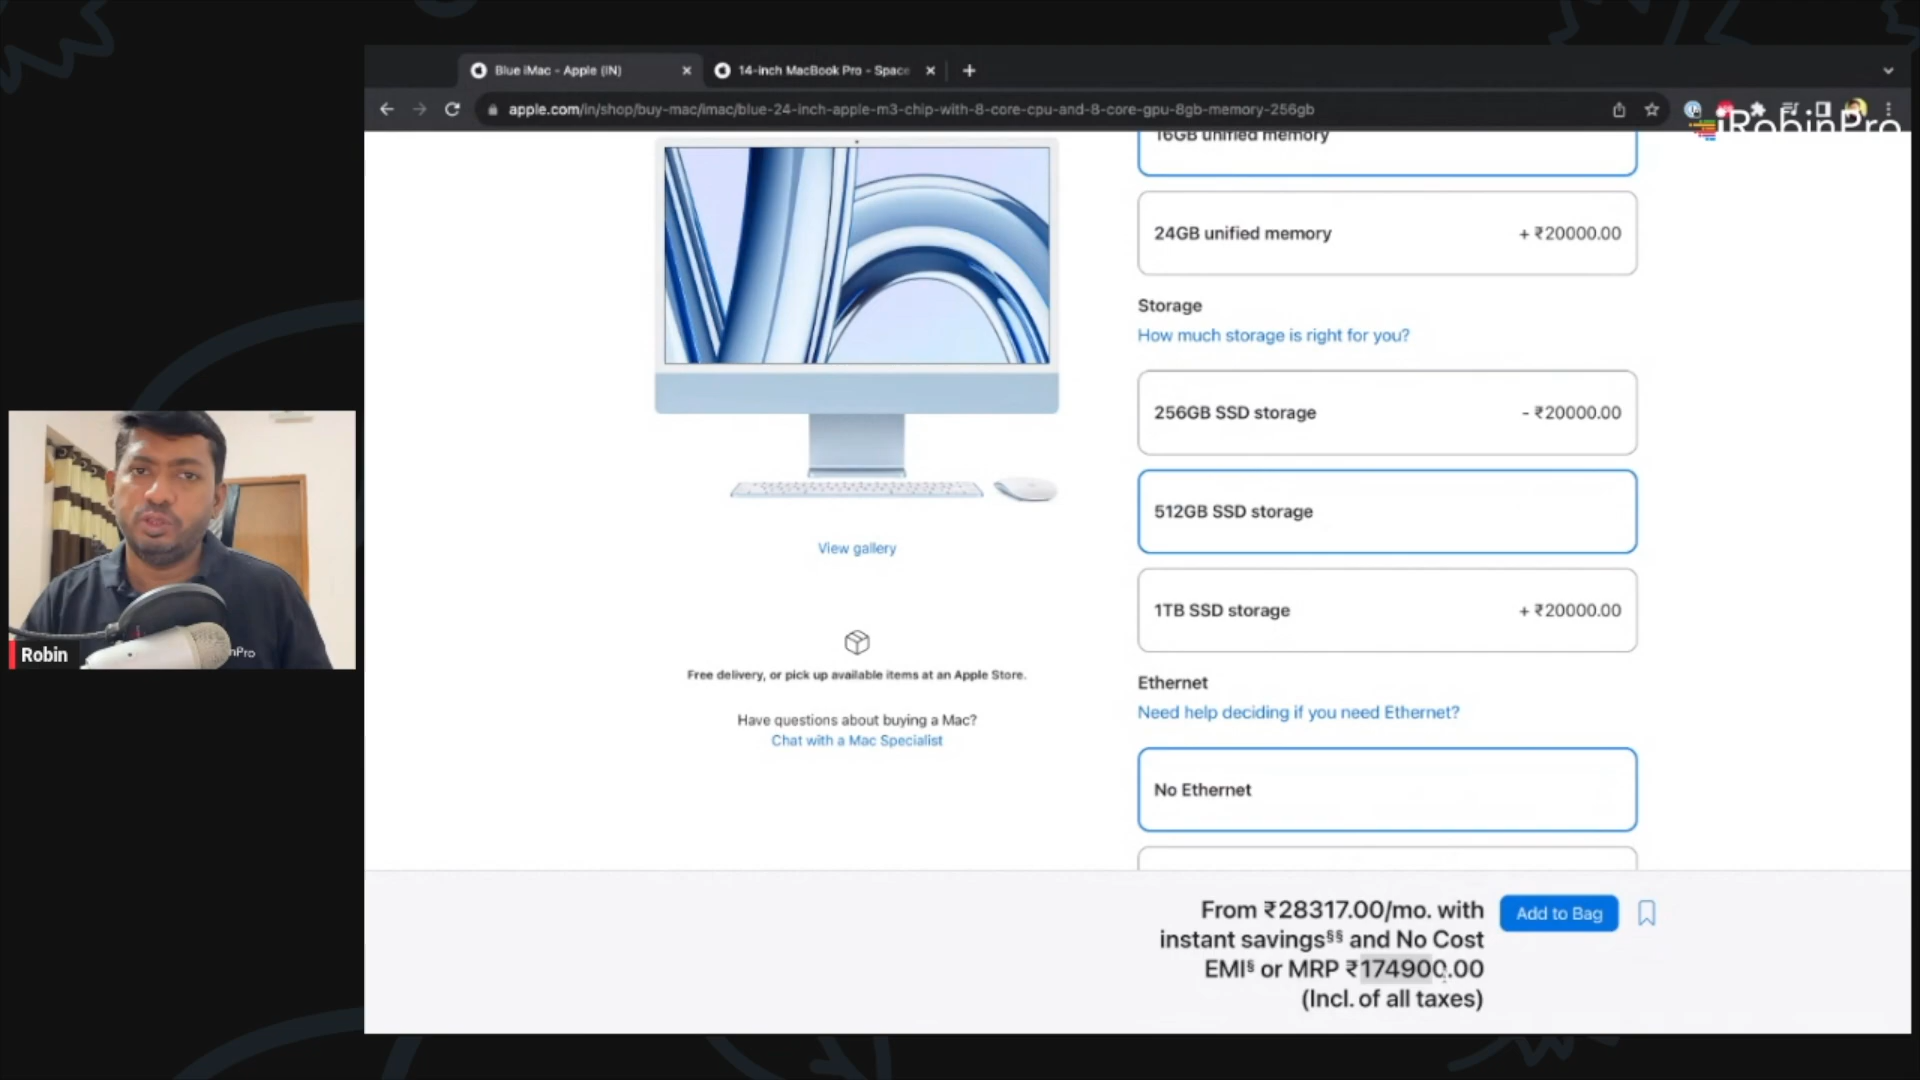 Blue iMac - Apple (IN)
14-inch MacBook Pro - Space
apple.com/in/shop/buy-mac/imac/blue-24-inch-apple-m3-chip-with-8-core-cpu-and-8-core-gpu-8gb-memory-256gb
iRobinPro
16GB unified memory
24GB unified memory + ₹20000.00
Storage
How much storage is right for you?
256GB SSD storage - ₹20000.00
512GB SSD storage
View gallery
1TB SSD storage + ₹20000.00
Free delivery, or pick up available items at an Apple Store.
Have questions about buying a Mac?
Chat with a Mac Specialist
Ethernet
Need help deciding if you need Ethernet?
No Ethernet
From ₹28317.00/mo. with
instant savings§§ and No Cost
EMI§ or MRP ₹174900.00
(Incl. of all taxes)
Add to Bag
Robin
nPro